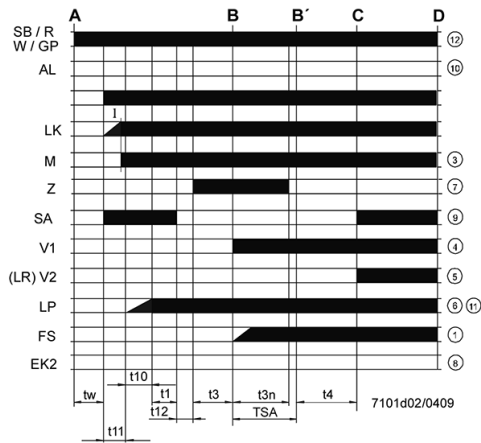 A B B´ C D
SB / R
W / GP 12
AL 10
1
LK
M 3
Z 7
SA 9
V1 4
(LR) V2 5
LP 6 11
FS 1
EK2 8
t10
tw t1 t3 t3n t4
t12 TSA 7101d02/0409
t11